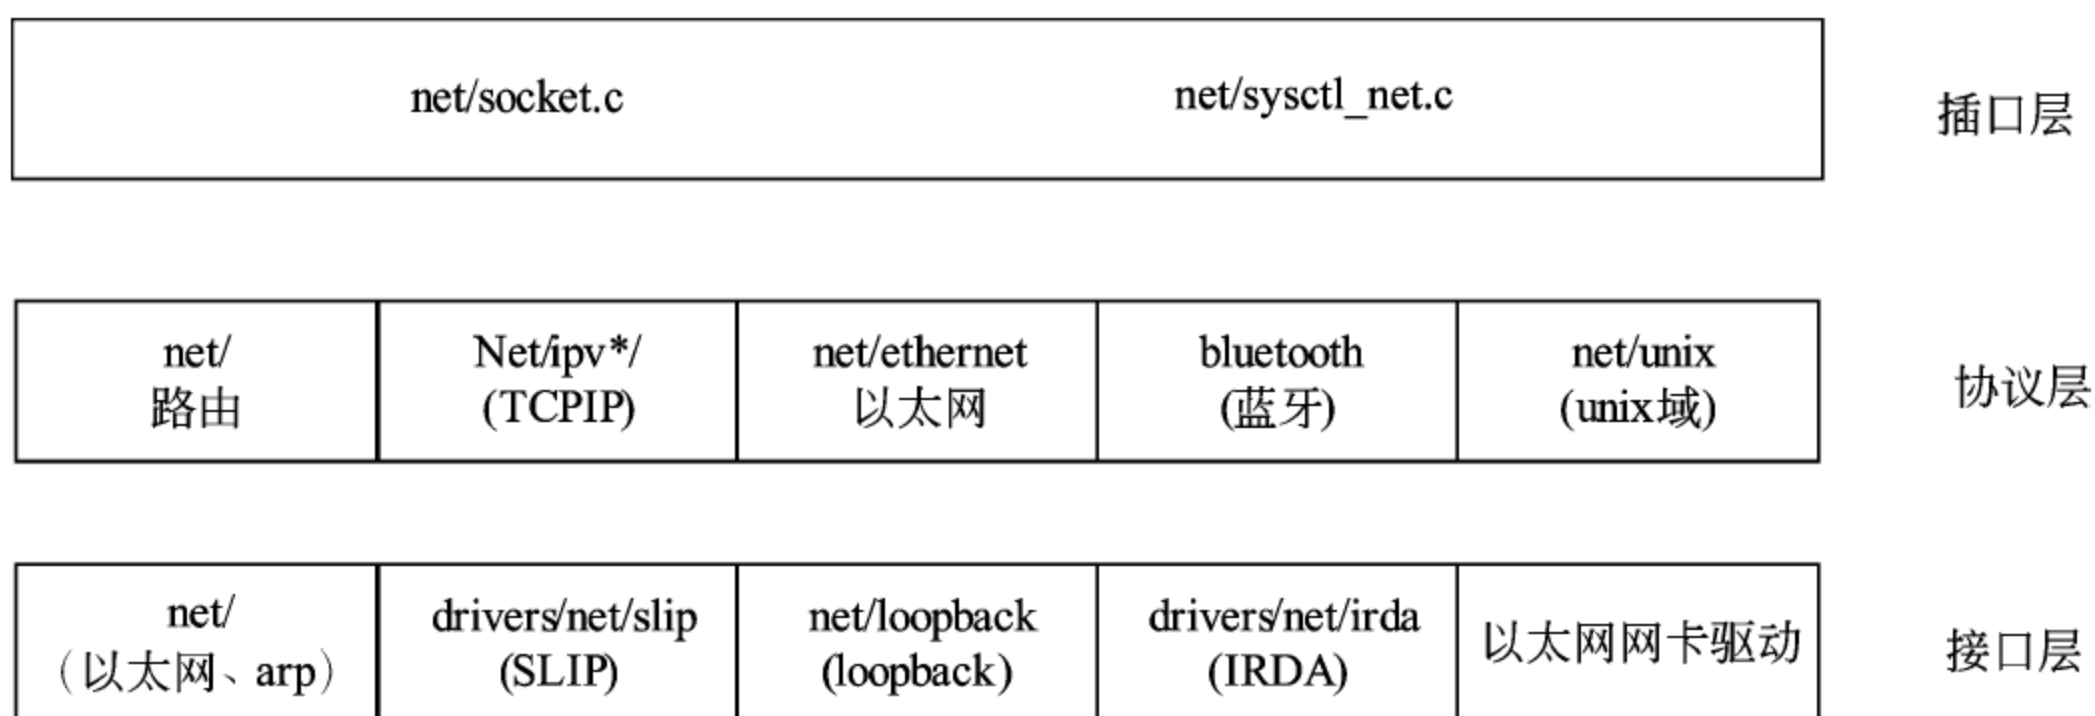 net/socket.c net/sysctl_net.c 插口层
net/ Net/ipv*/ net/ethernet bluetooth net/unix
路由 (TCPIP) 以太网 (蓝牙) (unix域) 协议层
net/ drivers/net/slip net/loopback drivers/net/irda 以太网网卡驱动
（以太网、arp） (SLIP) (loopback) (IRDA) 接口层